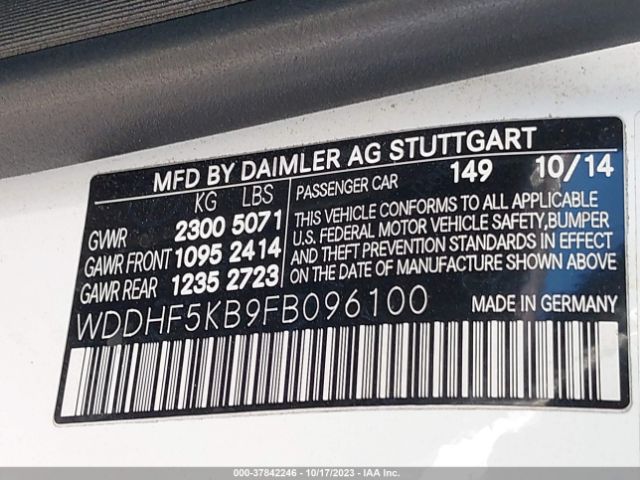 MFD BY DAIMLER AG STUTTGART
KG LBS
GVWR 2300 5071
GAWR FRONT 1095 2414
GAWR REAR 1235 2723
PASSENGER CAR 149 10/14
THIS VEHICLE CONFORMS TO ALL APPLICABLE
U.S. FEDERAL MOTOR VEHICLE SAFETY, BUMPER
AND THEFT PREVENTION STANDARDS IN EFFECT
ON THE DATE OF MANUFACTURE SHOWN ABOVE.
WDDHF5KB9FB096100 MADE IN GERMANY
000-37842246 - 10/17/2023 - IAA Inc.